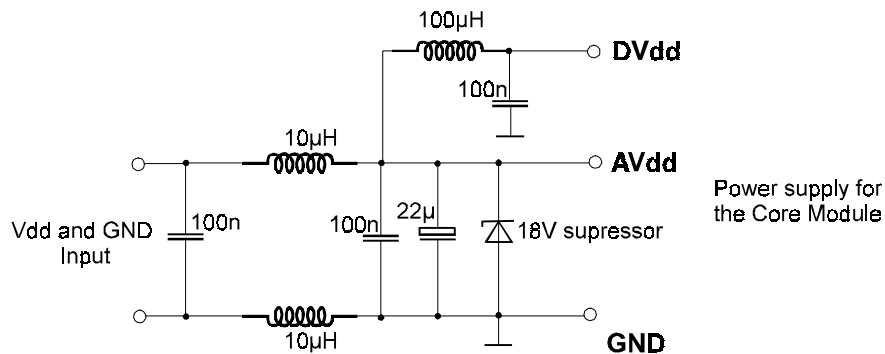 100µH
DVdd
100n
10µH
AVdd
Power supply for
the Core Module
Vdd and GND
Input
100n
100n
22µ
18V supressor
10µH
GND